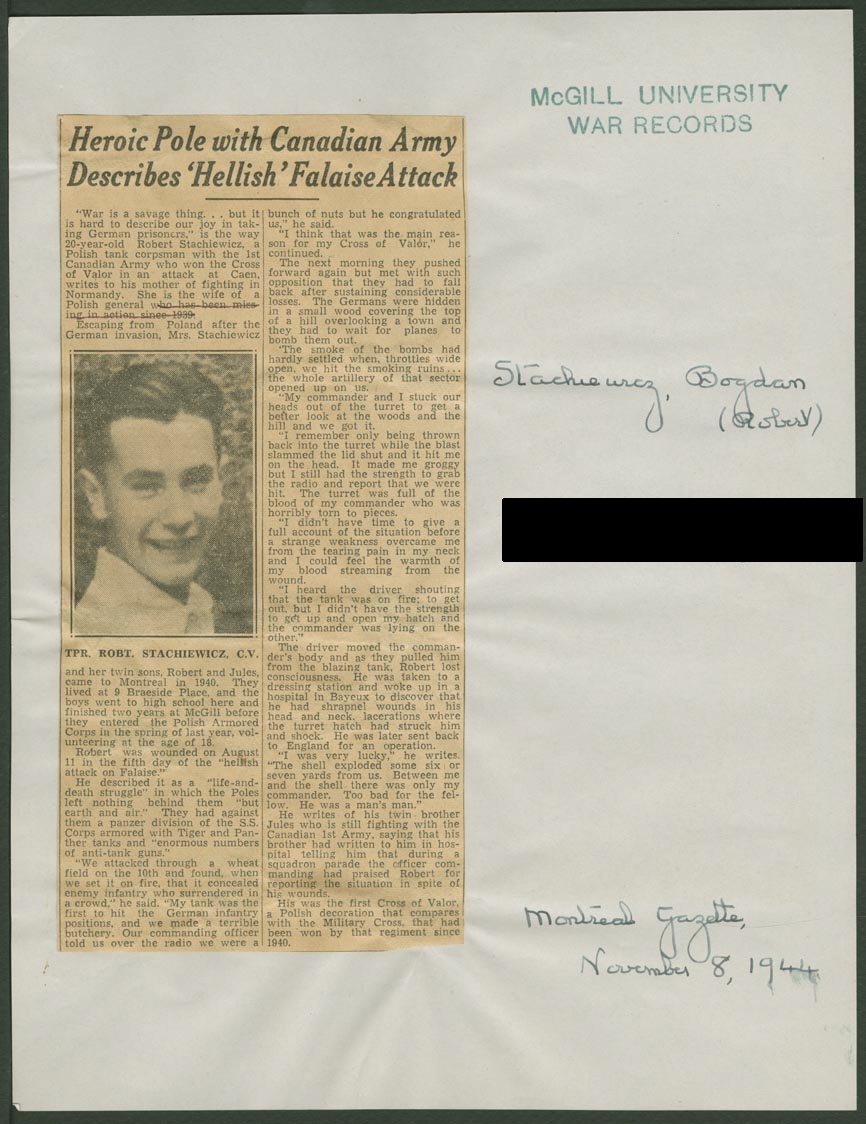 McGILL UNIVERSITY
WAR RECORDS
Heroic Pole with Canadian Army
Describes 'Hellish' Falaise Attack
"War is a savage thing. . . but it
is hard to describe our joy in tak-
ing German prisoners," is the way
20-year-old Robert Stachiewicz, a
Polish tank corpsman with the 1st
Canadian Army who won the Cross
of Valor in an attack at Caen,
writes to his mother of fighting in
Normandy. She is the wife of a
Polish general who has been miss-
ing in action since 1939.
Escaping from Poland after the
German invasion, Mrs. Stachiewicz
TPR. ROBT. STACHIEWICZ, C.V.
and her twin sons, Robert and Jules,
came to Montreal in 1940. They
lived at 9 Braeside Place, and the
boys went to high school here and
finished two years at McGill before
they entered the Polish Armored
Corps in the spring of last year, vol-
unteering at the age of 18.
Robert was wounded on August
11 in the fifth day of the "hellish
attack on Falaise."
He described it as a "life-and-
death struggle" in which the Poles
left nothing behind them "but
earth and air." They had against
them a panzer division of the S.S.
Corps armored with Tiger and Pan-
ther tanks and "enormous numbers
of anti-tank guns."
"We attacked through a wheat
field on the 10th and found, when
we set it on fire, that it concealed
enemy infantry who surrendered in
a crowd," he said. "My tank was the
first to hit the German infantry
positions, and we made a terrible
butchery. Our commanding officer
told us over the radio we were a
bunch of nuts but he congratulated
us," he said.
"I think that was the main rea-
son for my Cross of Valor," he
continued.
The next morning they pushed
forward again but met with such
opposition that they had to fall
back after sustaining considerable
losses. The Germans were hidden
in a small wood covering the top
of a hill overlooking a town and
they had to wait for planes to
bomb them out.
'The smoke of the bombs had
hardly settled when, throttles wide
open, we hit the smoking ruins...
the whole artillery of that sector
opened up on us.
"My commander and I stuck our
heads out of the turret to get a
better look at the woods and the
hill and we got it.
"I remember only being thrown
back into the turret while the blast
slammed the lid shut and it hit me
on the head. It made me groggy
but I still had the strength to grab
the radio and report that we were
hit. The turret was full of the
blood of my commander who was
horribly torn to pieces.
"I didn't have time to give a
full account of the situation before
a strange weakness overcame me
from the tearing pain in my neck
and I could feel the warmth of
my blood streaming from the
wound.
"I heard the driver shouting
that the tank was on fire; to get
out, but I didn't have the strength
to get up and open my hatch and
the commander was lying on the
other."
The driver moved the comman-
der's body and as they pulled him
from the blazing tank, Robert lost
consciousness. He was taken to a
dressing station and woke up in a
hospital in Bayeux to discover that
he had shrapnel wounds in his
head and neck, lacerations where
the turret hatch had struck him
and shock. He was later sent back
to England for an operation.
"I was very lucky," he writes.
"The shell exploded some six or
seven yards from us. Between me
and the shell there was only my
commander. Too bad for the fel-
low. He was a man's man."
He writes of his twin brother
Jules who is still fighting with the
Canadian 1st Army, saying that his
brother had written to him in hos-
pital telling him that during a
squadron parade the officer com-
manding had praised Robert for
reporting the situation in spite of
his wounds.
His was the first Cross of Valor,
a Polish decoration that compares
with the Military Cross, that had
been won by that regiment since
1940.
Stachiewicz, Bogdan
(Robert)
Montreal Gazette,
November 8, 1944